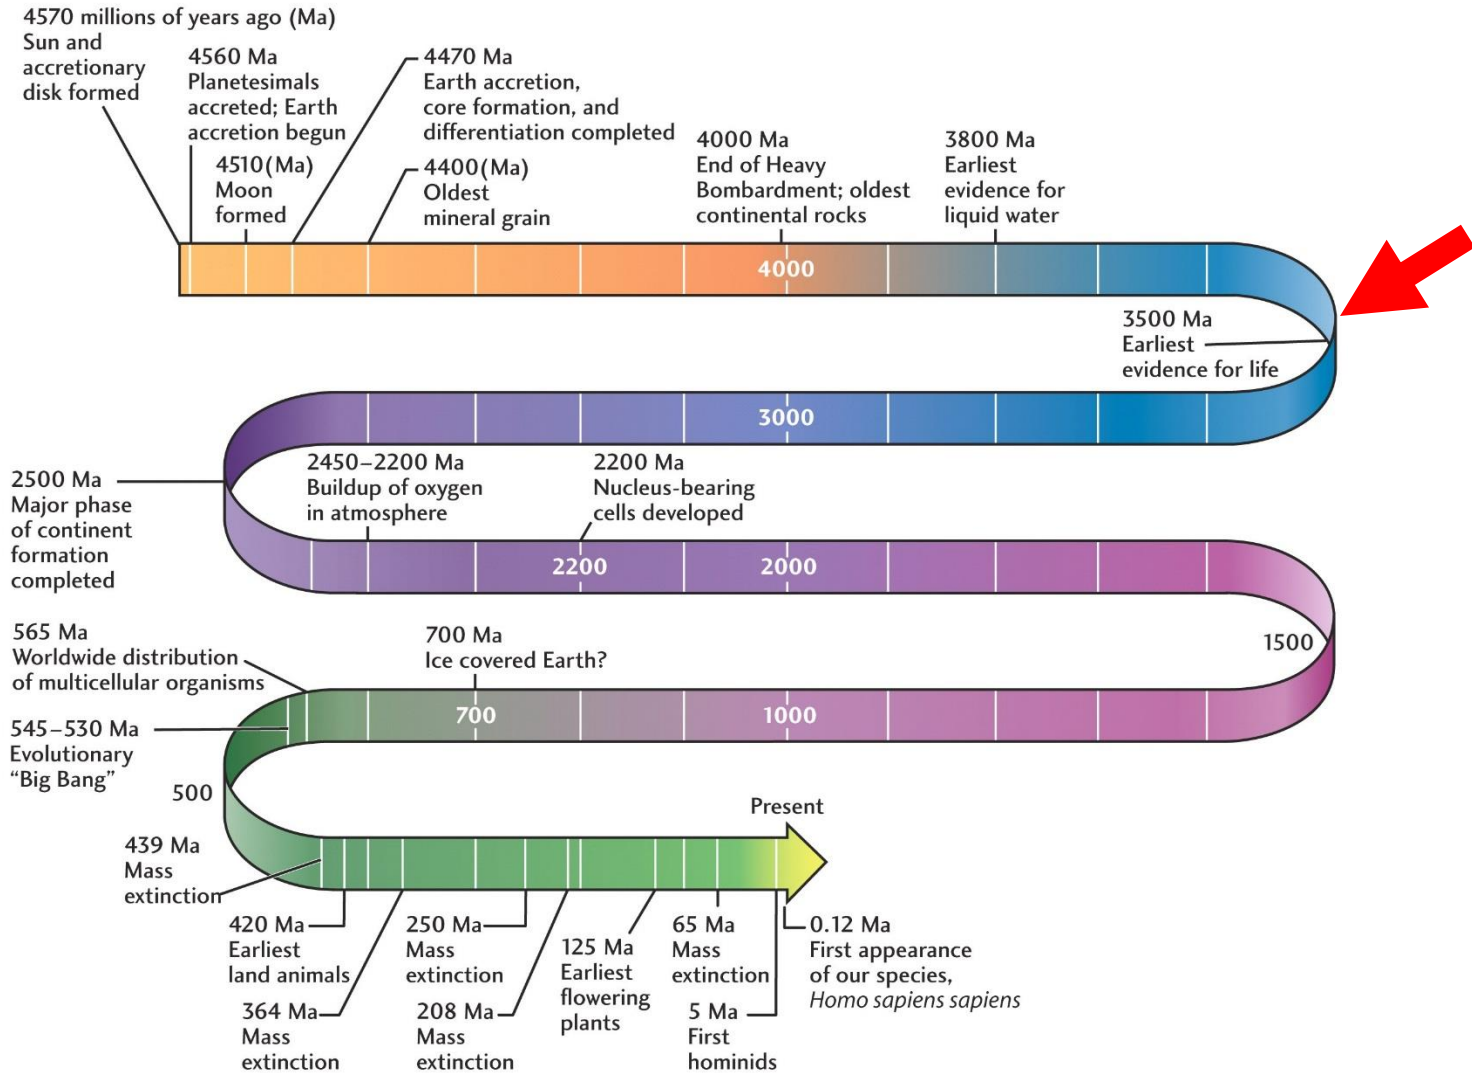 4570 millions of years ago (Ma)
Sun and
accretionary
disk formed
4560 Ma
Planetesimals
accreted; Earth
accretion begun
4510(Ma)
Moon
formed
4470 Ma
Earth accretion,
core formation, and
differentiation completed
4400(Ma)
Oldest
mineral grain
4000 Ma
End of Heavy
Bombardment; oldest
continental rocks
3800 Ma
Earliest
evidence for
liquid water
4000
3500 Ma
Earliest
evidence for life
3000
2500 Ma
Major phase
of continent
formation
completed
2450–2200 Ma
Buildup of oxygen
in atmosphere
2200 Ma
Nucleus-bearing
cells developed
2200
2000
1500
565 Ma
Worldwide distribution
of multicellular organisms
700 Ma
Ice covered Earth?
700
1000
545–530 Ma
Evolutionary
“Big Bang”
500
Present
439 Ma
Mass
extinction
420 Ma
Earliest
land animals
364 Ma
Mass
extinction
250 Ma
Mass
extinction
208 Ma
Mass
extinction
125 Ma
Earliest
flowering
plants
65 Ma
Mass
extinction
5 Ma
First
hominids
0.12 Ma
First appearance
of our species,
Homo sapiens sapiens